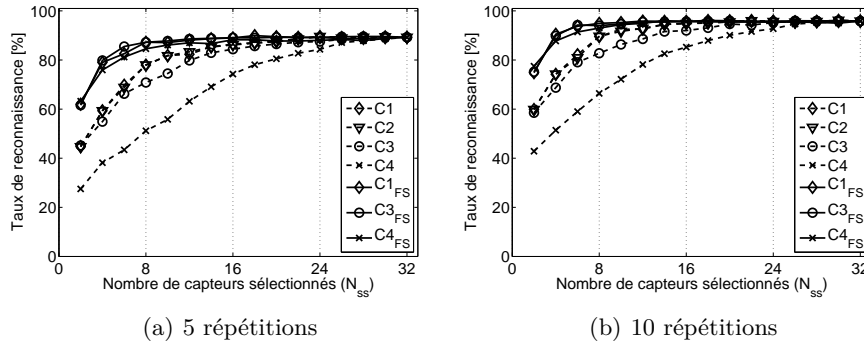 100
80
60
40
20
0
0 8 16 24 32
Taux de reconnaissance [%]
Nombre de capteurs sélectionnés (N_ss)
C1
C2
C3
C4
C1_FS
C3_FS
C4_FS
(a) 5 répétitions
100
80
60
40
20
0
0 8 16 24 32
Taux de reconnaissance [%]
Nombre de capteurs sélectionnés (N_ss)
C1
C2
C3
C4
C1_FS
C3_FS
C4_FS
(b) 10 répétitions